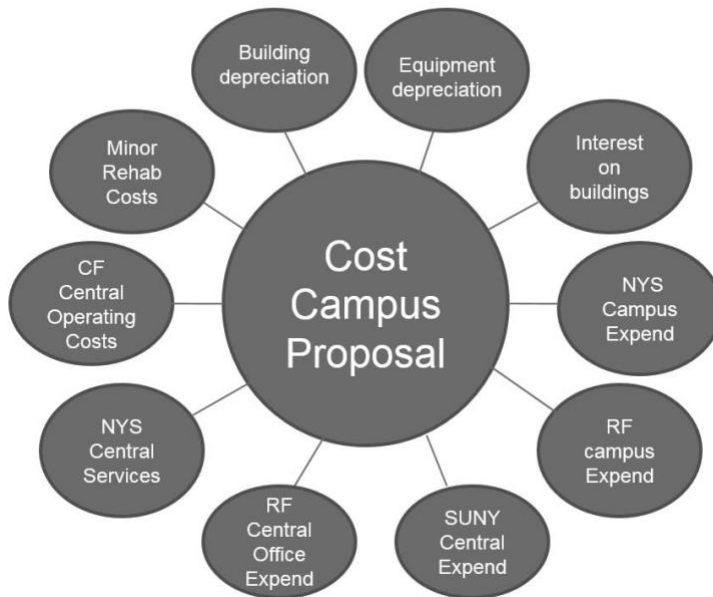 Building
depreciation
Equipment
depreciation
Minor
Rehab
Costs
Interest
on
buildings
Cost
Campus
Proposal
CF
Central
Operating
Costs
NYS
Campus
Expend
NYS
Central
Services
RF
campus
Expend
RF
Central
Office
Expend
SUNY
Central
Expend